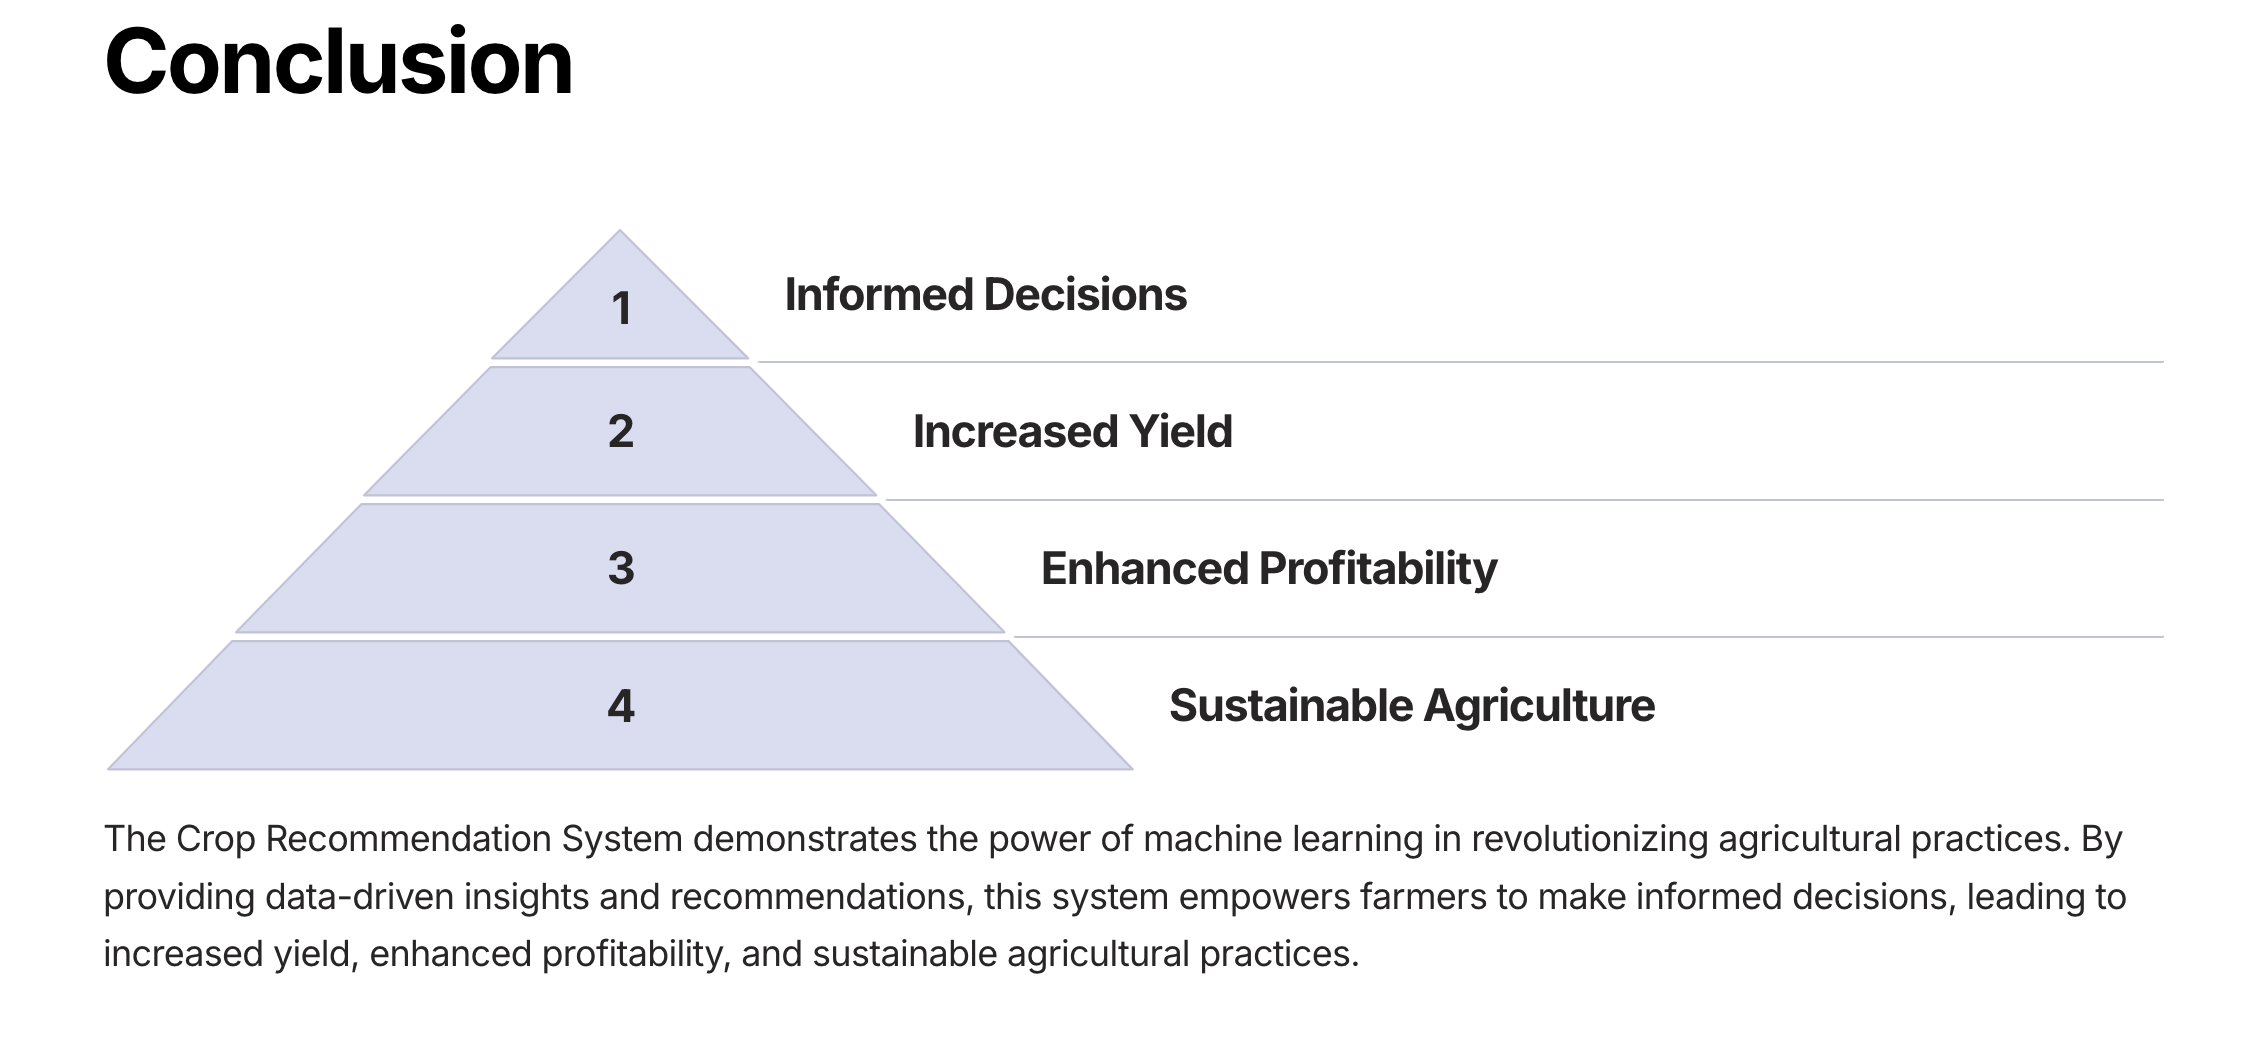 Conclusion
1
Informed Decisions
2
Increased Yield
3
Enhanced Profitability
4
Sustainable Agriculture
The Crop Recommendation System demonstrates the power of machine learning in revolutionizing agricultural practices. By
providing data-driven insights and recommendations, this system empowers farmers to make informed decisions, leading to
increased yield, enhanced profitability, and sustainable agricultural practices.